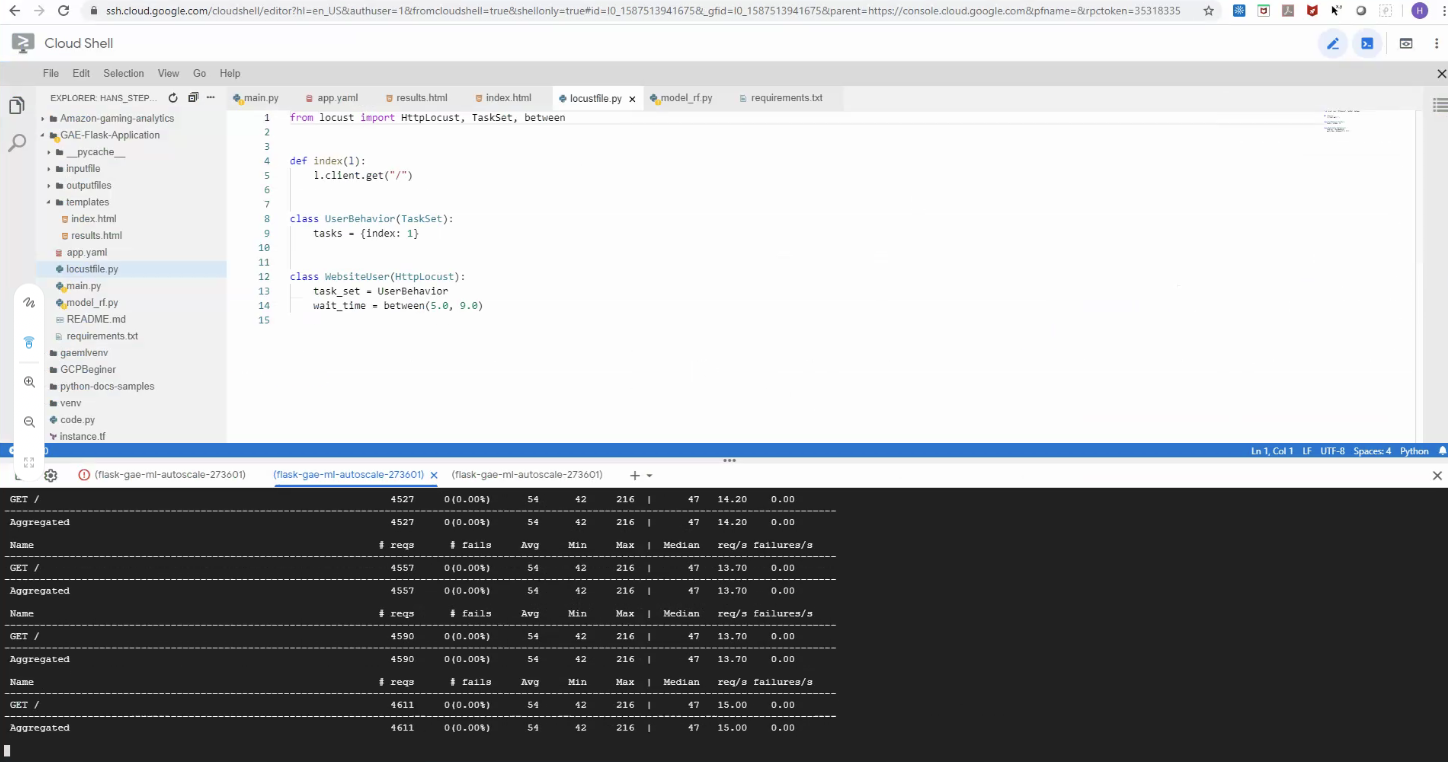 ssh.cloud.google.com/cloudshell/editor?hl=en_US&authuser=1&fromcloudshell=true&shellonly=true#id=I0_1587513941675&_gfid=I0_1587513941675&parent=https://console.cloud.google.com&pfname=&rpctoken=35318335
H
Cloud Shell
File Edit Selection View Go Help
EXPLORER: HANS_STEP...
main.py app.yaml results.html index.html locustfile.py model_rf.py requirements.txt
Amazon-gaming-analytics
GAE-Flask-Application
__pycache__
inputfile
outputfiles
templates
index.html
results.html
app.yaml
locustfile.py
main.py
model_rf.py
README.md
requirements.txt
gaemlvenv
GCPBeginer
python-docs-samples
venv
code.py
instance.tf
1 from locust import HttpLocust, TaskSet, between
2
3
4 def index(l):
5 l.client.get("/")
6
7
8 class UserBehavior(TaskSet):
9 tasks = {index: 1}
10
11
12 class WebsiteUser(HttpLocust):
13 task_set = UserBehavior
14 wait_time = between(5.0, 9.0)
15
Ln 1, Col 1 LF UTF-8 Spaces: 4 Python
(flask-gae-ml-autoscale-273601) (flask-gae-ml-autoscale-273601) (flask-gae-ml-autoscale-273601)
GET / 4527 0(0.00%) 54 42 216 | 47 14.20 0.00
Aggregated 4527 0(0.00%) 54 42 216 | 47 14.20 0.00
Name # reqs # fails Avg Min Max | Median req/s failures/s
GET / 4557 0(0.00%) 54 42 216 | 47 13.70 0.00
Aggregated 4557 0(0.00%) 54 42 216 | 47 13.70 0.00
Name # reqs # fails Avg Min Max | Median req/s failures/s
GET / 4590 0(0.00%) 54 42 216 | 47 13.70 0.00
Aggregated 4590 0(0.00%) 54 42 216 | 47 13.70 0.00
Name # reqs # fails Avg Min Max | Median req/s failures/s
GET / 4611 0(0.00%) 54 42 216 | 47 15.00 0.00
Aggregated 4611 0(0.00%) 54 42 216 | 47 15.00 0.00